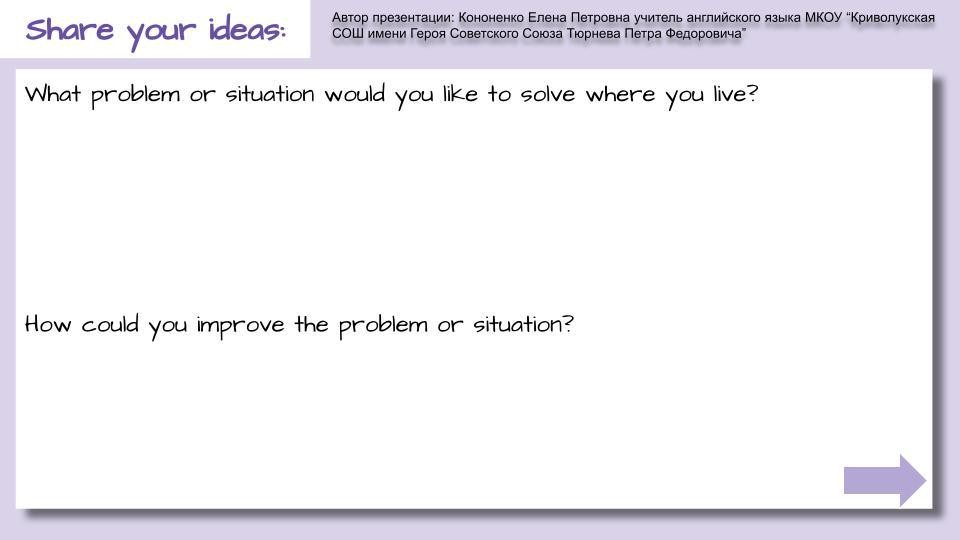 Share your ideas:
Автор презентации: Кононенко Елена Петровна учитель английского языка МКОУ “Криволукская
СОШ имени Героя Советского Союза Тюрнева Петра Федоровича”
What problem or situation would you like to solve where you live?
How could you improve the problem or situation?